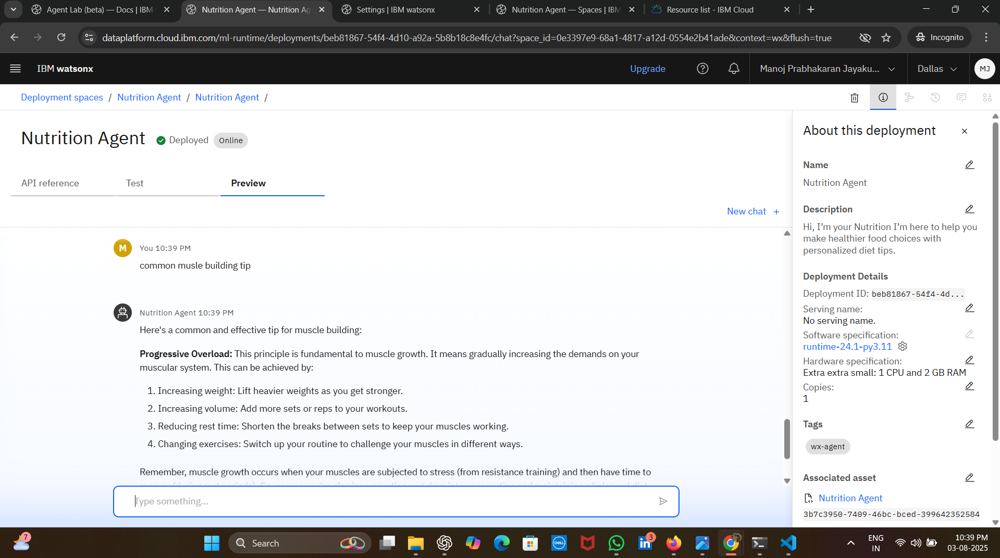 Agent Lab (beta) — Docs | IBM
Nutrition Agent — Nutrition Ag
Settings | IBM watsonx
Nutrition Agent — Spaces | IBM
Resource list - IBM Cloud
dataplatform.cloud.ibm.com/ml-runtime/deployments/beb81867-54f4-4d10-a92a-5b8b18c8e4fc/chat?space_id=0e3397e9-68a1-4817-a12d-0554e2b41ade&context=wx&flush=true
Incognito
IBM watsonx
Upgrade
Manoj Prabhakaran Jayaku...
Dallas
MJ
Deployment spaces / Nutrition Agent / Nutrition Agent /
Nutrition Agent
Deployed
Online
API reference
Test
Preview
New chat +
M
You 10:39 PM
common musle building tip
Nutrition Agent 10:39 PM
Here's a common and effective tip for muscle building:
Progressive Overload: This principle is fundamental to muscle growth. It means gradually increasing the demands on your
muscular system. This can be achieved by:
1. Increasing weight: Lift heavier weights as you get stronger.
2. Increasing volume: Add more sets or reps to your workouts.
3. Reducing rest time: Shorten the breaks between sets to keep your muscles working.
4. Changing exercises: Switch up your routine to challenge your muscles in different ways.
Remember, muscle growth occurs when your muscles are subjected to stress (from resistance training) and then have time to
Type something...
About this deployment
Name
Nutrition Agent
Description
Hi, I’m your Nutrition I’m here to help you
make healthier food choices with
personalized diet tips.
Deployment Details
Deployment ID: beb81867-54f4-4d...
Serving name:
No serving name.
Software specification:
runtime-24.1-py3.11
Hardware specification:
Extra extra small: 1 CPU and 2 GB RAM
Copies:
1
Tags
wx-agent
Associated asset
Nutrition Agent
3b7c3950-7409-46bc-bced-399642352584
7
Search
DELL
3
ENG
IN
10:39 PM
03-08-2025